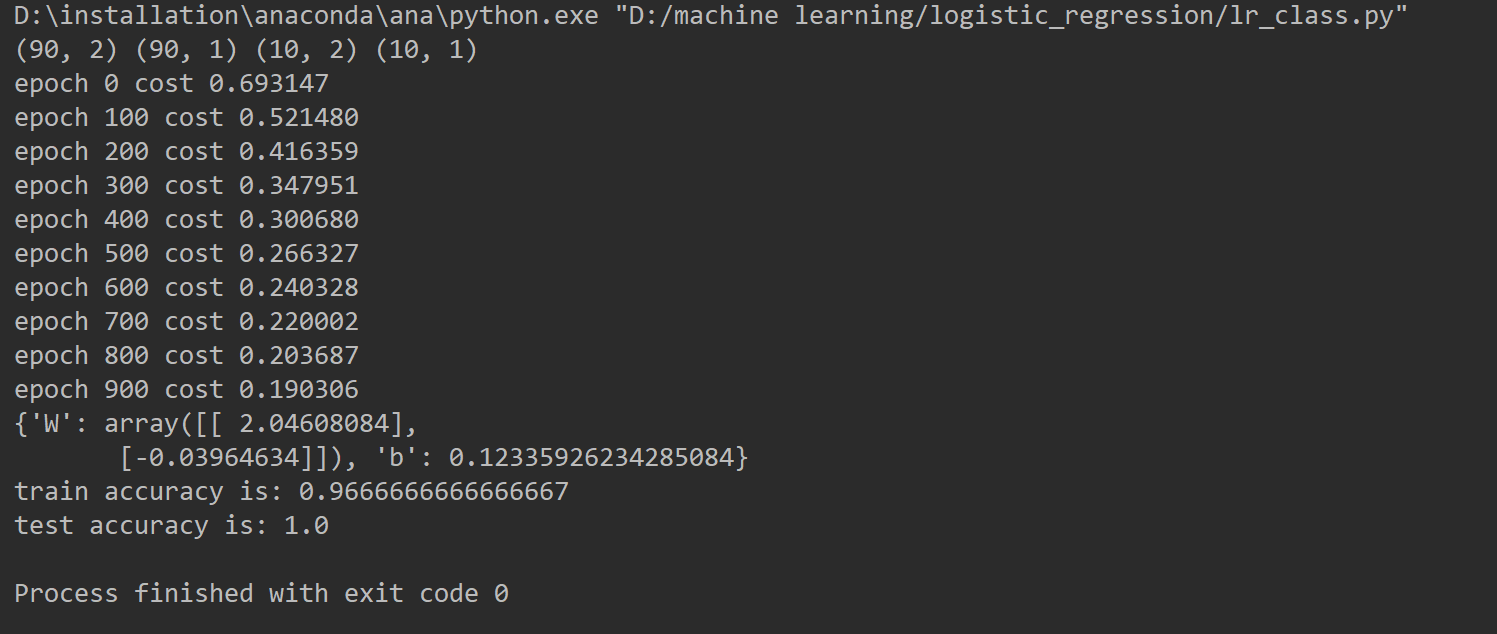 D:\installation\anaconda\ana\python.exe "D:/machine learning/logistic_regression/lr_class.py"
(90, 2) (90, 1) (10, 2) (10, 1)
epoch 0 cost 0.693147
epoch 100 cost 0.521480
epoch 200 cost 0.416359
epoch 300 cost 0.347951
epoch 400 cost 0.300680
epoch 500 cost 0.266327
epoch 600 cost 0.240328
epoch 700 cost 0.220002
epoch 800 cost 0.203687
epoch 900 cost 0.190306
{'W': array([[ 2.04608084],
       [-0.03964634]]), 'b': 0.12335926234285084}
train accuracy is: 0.9666666666666667
test accuracy is: 1.0
Process finished with exit code 0